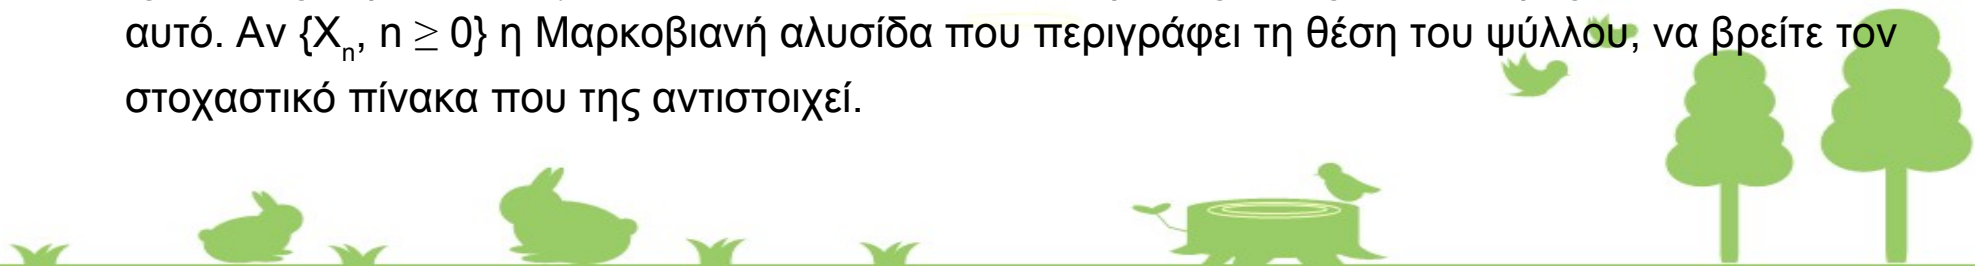 αυτό. Αν {Xₙ, n ≥ 0} η Μαρκοβιανή αλυσίδα που περιγράφει τη θέση του ψύλλου, να βρείτε τον
στοχαστικό πίνακα που της αντιστοιχεί.